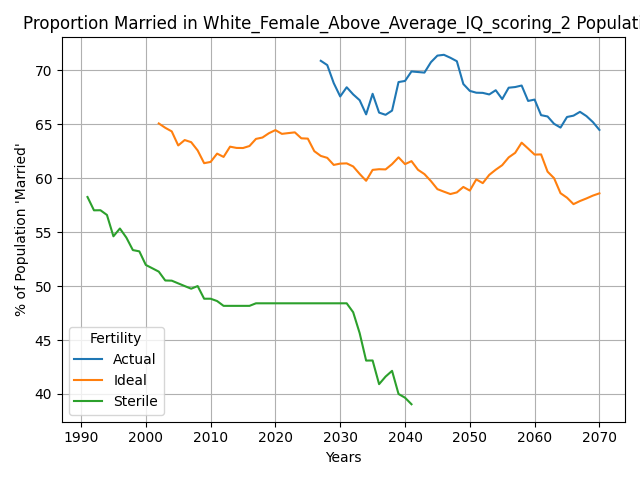 Proportion Married in White_Female_Above_Average_IQ_scoring_2 Populati
70
65
60
55
50
45
40
% of Population 'Married'
Fertility
Actual
Ideal
Sterile
1990 2000 2010 2020 2030 2040 2050 2060 2070
Years